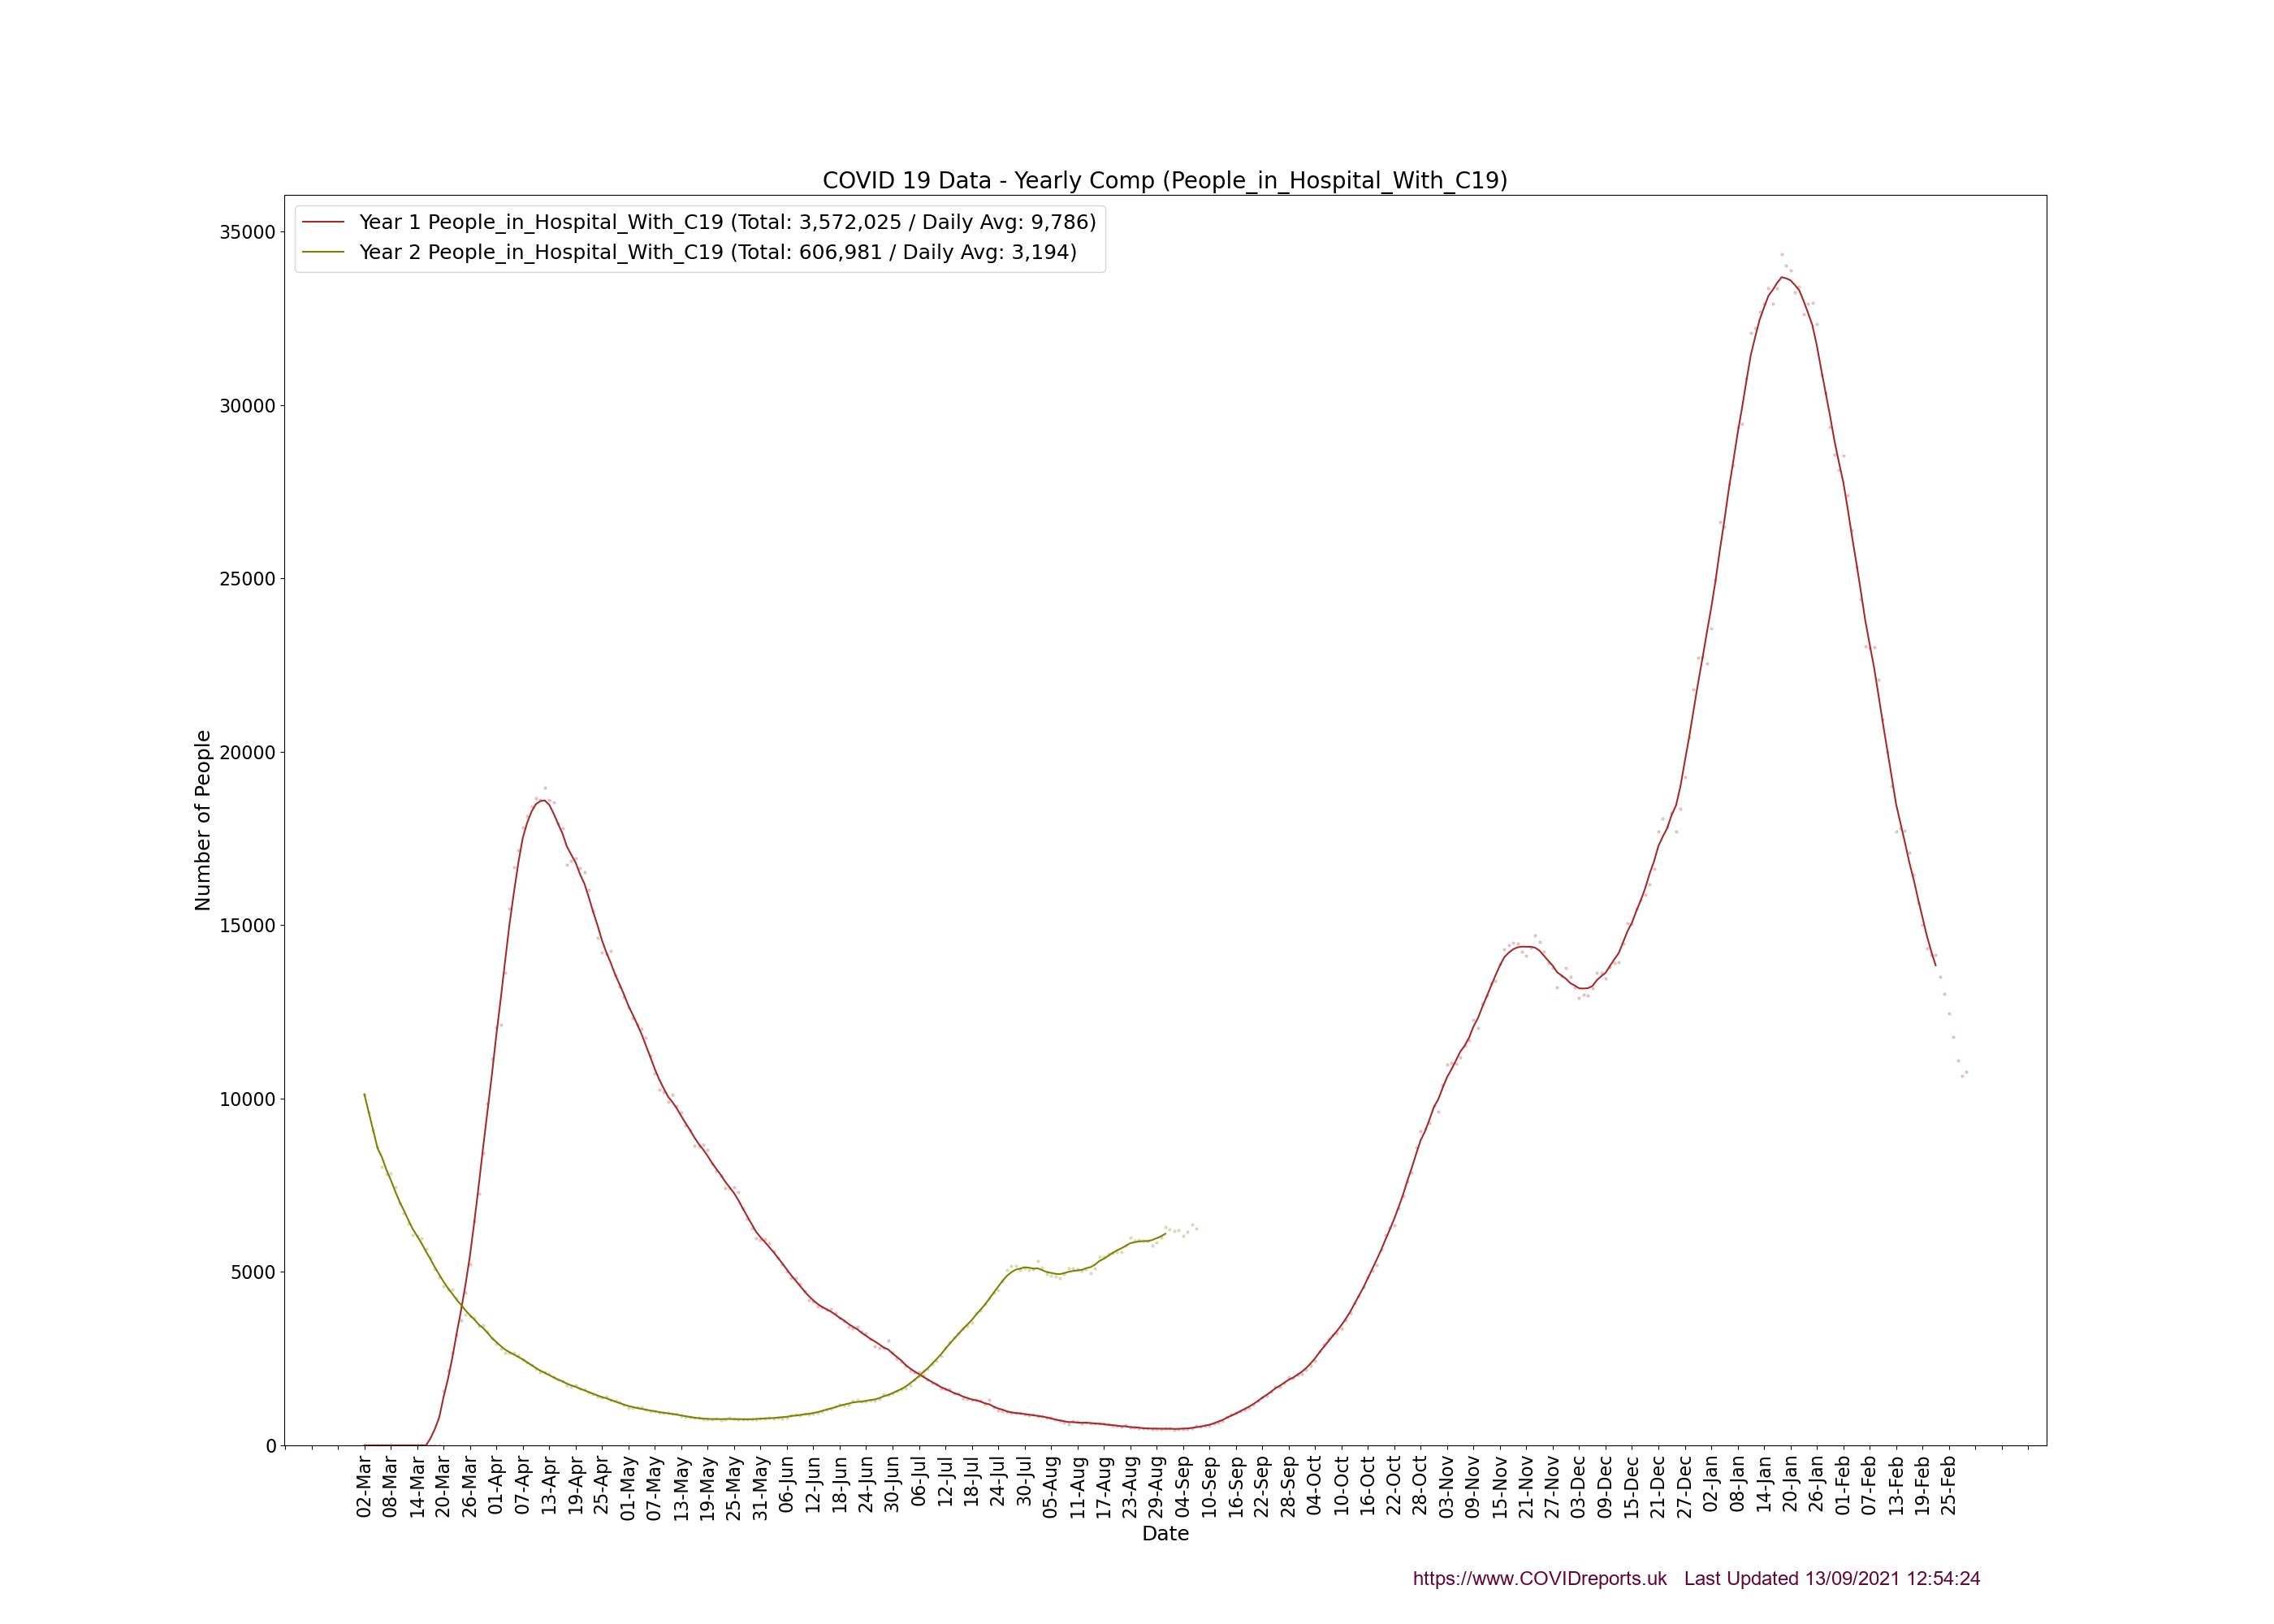 COVID 19 Data - Yearly Comp (People_in_Hospital_With_C19)
Year 1 People_in_Hospital_With_C19 (Total: 3,572,025 / Daily Avg: 9,786)
Year 2 People_in_Hospital_With_C19 (Total: 606,981 / Daily Avg: 3,194)
Number of People
35000
30000
25000
20000
15000
10000
5000
0
02-Mar
08-Mar
14-Mar
20-Mar
26-Mar
01-Apr
07-Apr
13-Apr
19-Apr
25-Apr
01-May
07-May
13-May
19-May
25-May
31-May
06-Jun
12-Jun
18-Jun
24-Jun
30-Jun
06-Jul
12-Jul
18-Jul
24-Jul
30-Jul
05-Aug
11-Aug
17-Aug
23-Aug
29-Aug
04-Sep
10-Sep
16-Sep
22-Sep
28-Sep
04-Oct
10-Oct
16-Oct
22-Oct
28-Oct
03-Nov
09-Nov
15-Nov
21-Nov
27-Nov
03-Dec
09-Dec
15-Dec
21-Dec
27-Dec
02-Jan
08-Jan
14-Jan
20-Jan
26-Jan
01-Feb
07-Feb
13-Feb
19-Feb
25-Feb
Date
https://www.COVIDreports.uk Last Updated 13/09/2021 12:54:24